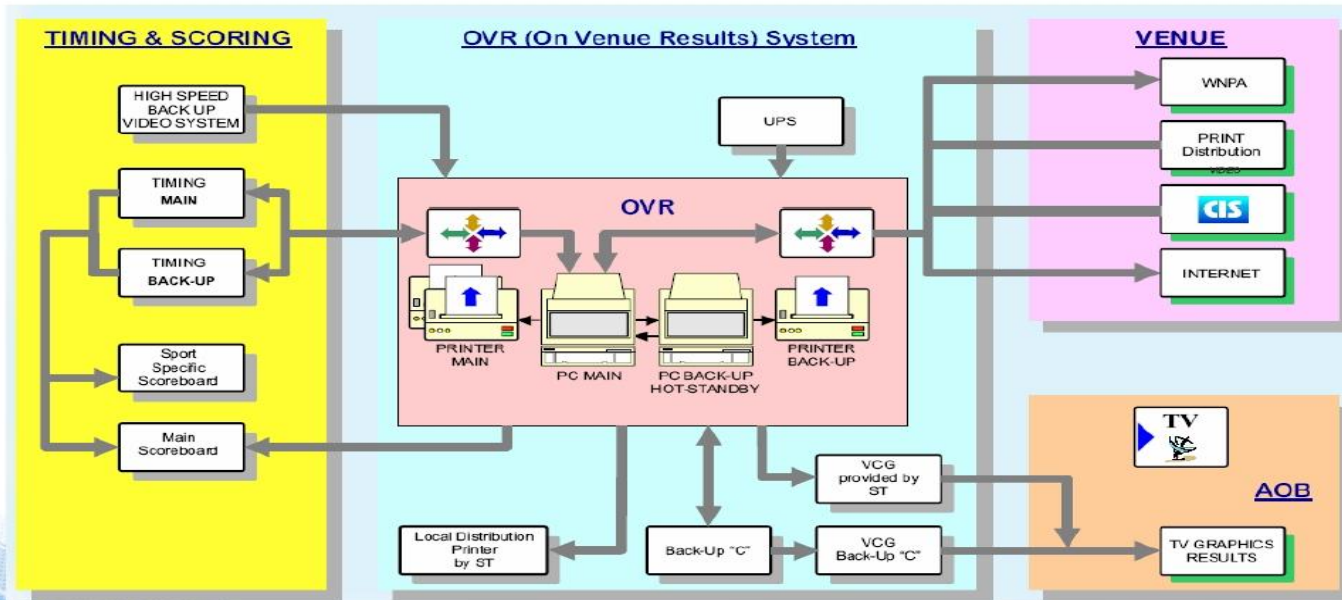 TIMING & SCORING
HIGH SPEED
BACK UP
VIDEO SYSTEM
TIMING
MAIN
TIMING
BACK-UP
Sport
Specific
Scoreboard
Main
Scoreboard
OVR (On Venue Results) System
UPS
OVR
PRINTER
MAIN
PC MAIN
PC BACK-UP
HOT-STANDBY
PRINTER
BACK-UP
Local Distribution
Printer
by ST
Back-Up "C"
VCG
provided by
ST
VCG
Back-Up "C"
VENUE
WNPA
PRINT
Distribution
VIDEO
CIS
INTERNET
TV
AOB
TV GRAPHICS
RESULTS